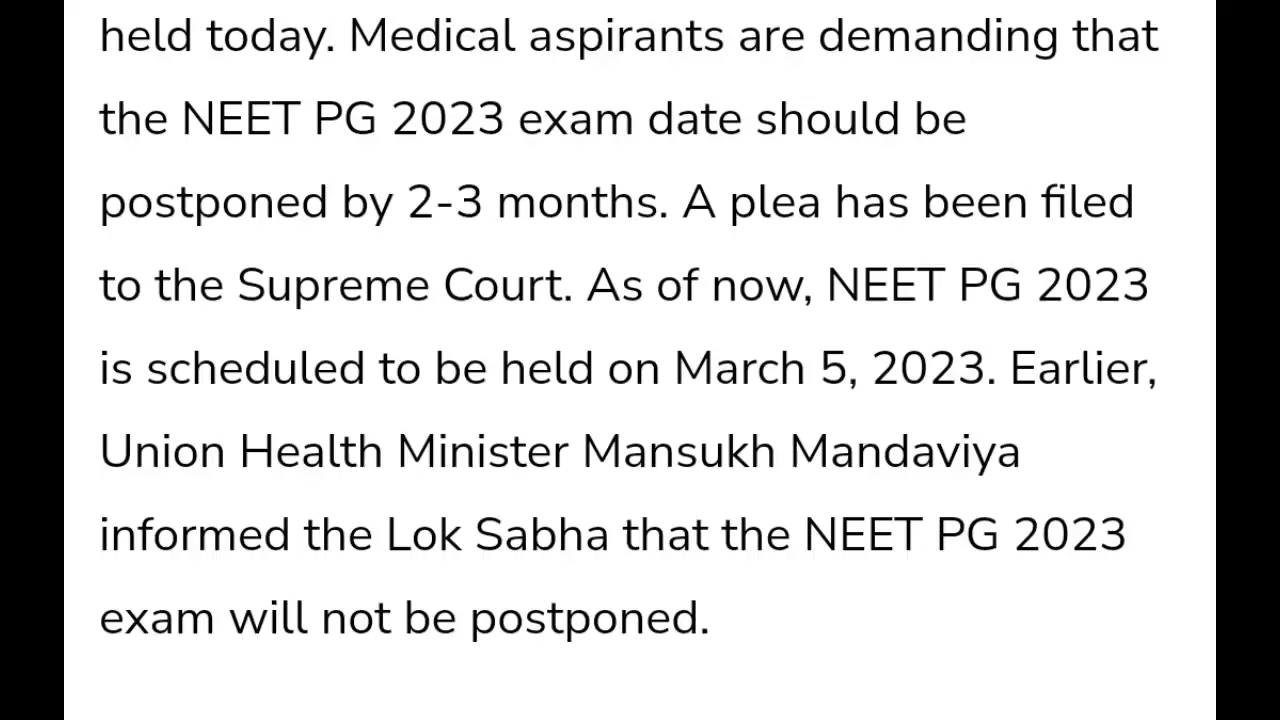 held today. Medical aspirants are demanding that
the NEET PG 2023 exam date should be
postponed by 2-3 months. A plea has been filed
to the Supreme Court. As of now, NEET PG 2023
is scheduled to be held on March 5, 2023. Earlier,
Union Health Minister Mansukh Mandaviya
informed the Lok Sabha that the NEET PG 2023
exam will not be postponed.